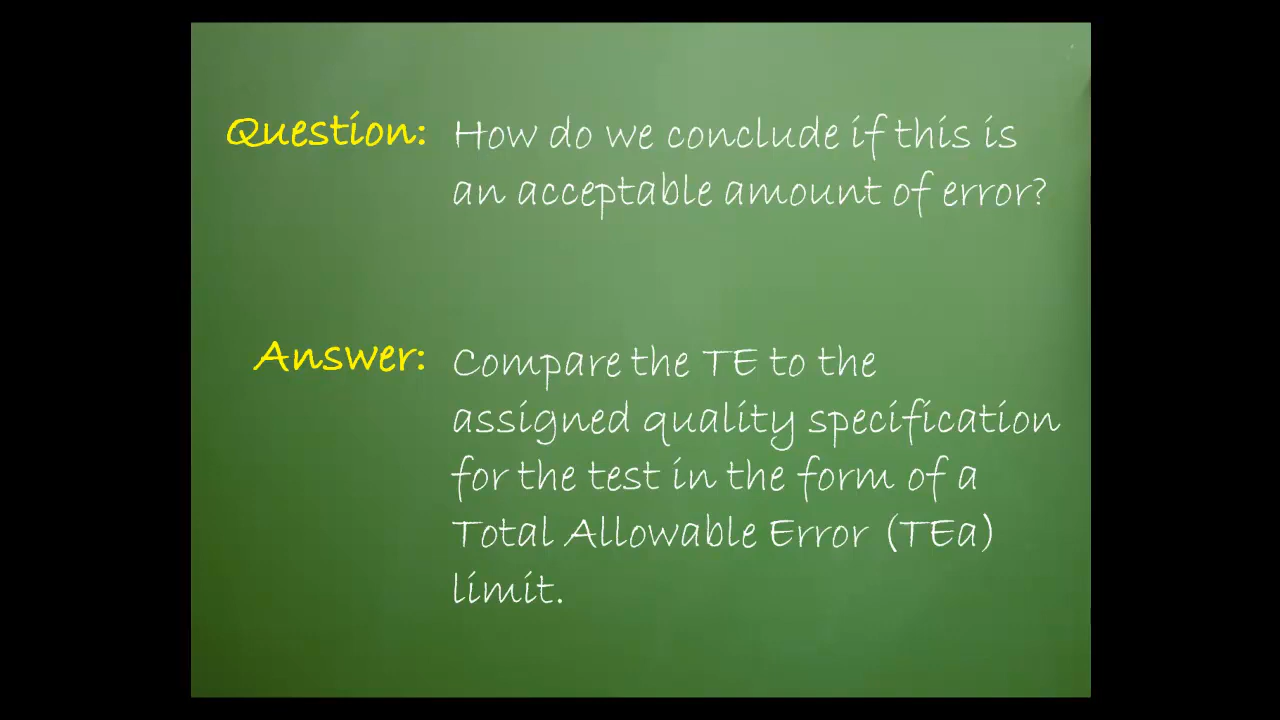 Question: How do we conclude if this is
an acceptable amount of error?
Answer: Compare the TE to the
assigned quality specification
for the test in the form of a
Total Allowable Error (TEa)
limit.